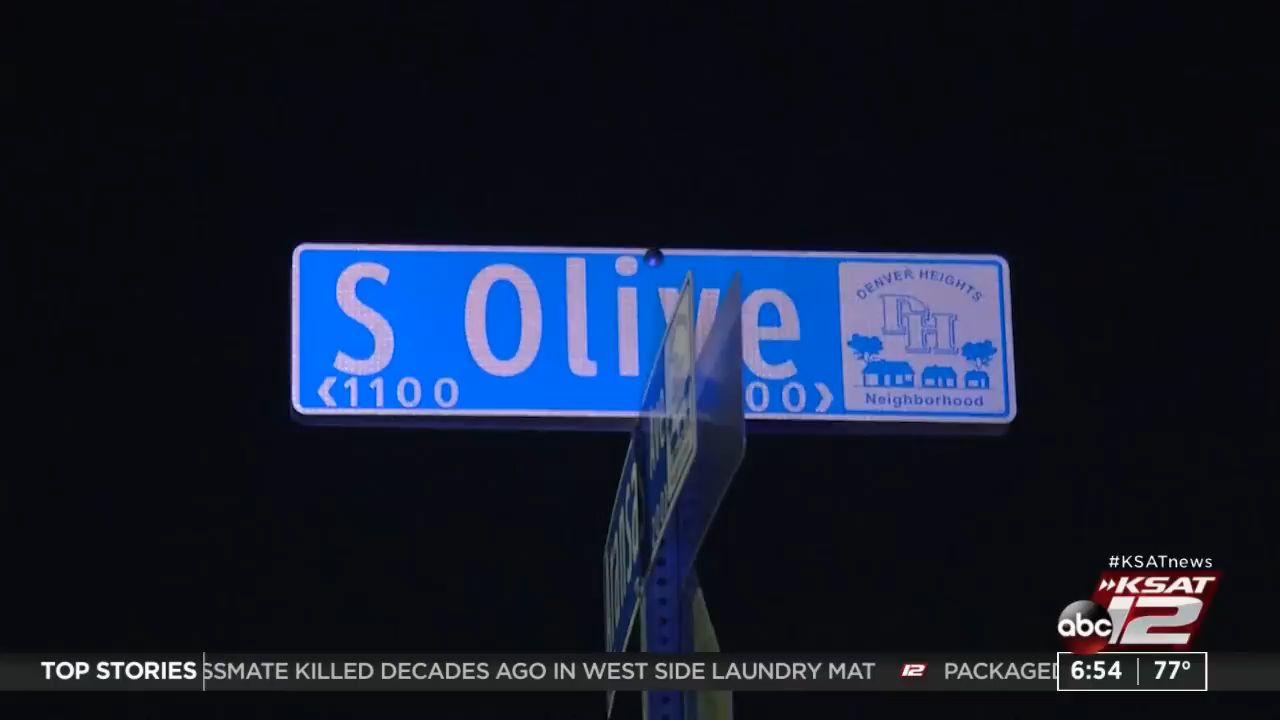 S Olive
<1100
00>
DENVER HEIGHTS
DH
Neighborhood
#KSATnews
KSAT
abc
12
TOP STORIES
SSMATE KILLED DECADES AGO IN WEST SIDE LAUNDRY MAT 12 PACKAGED
6:54 77°